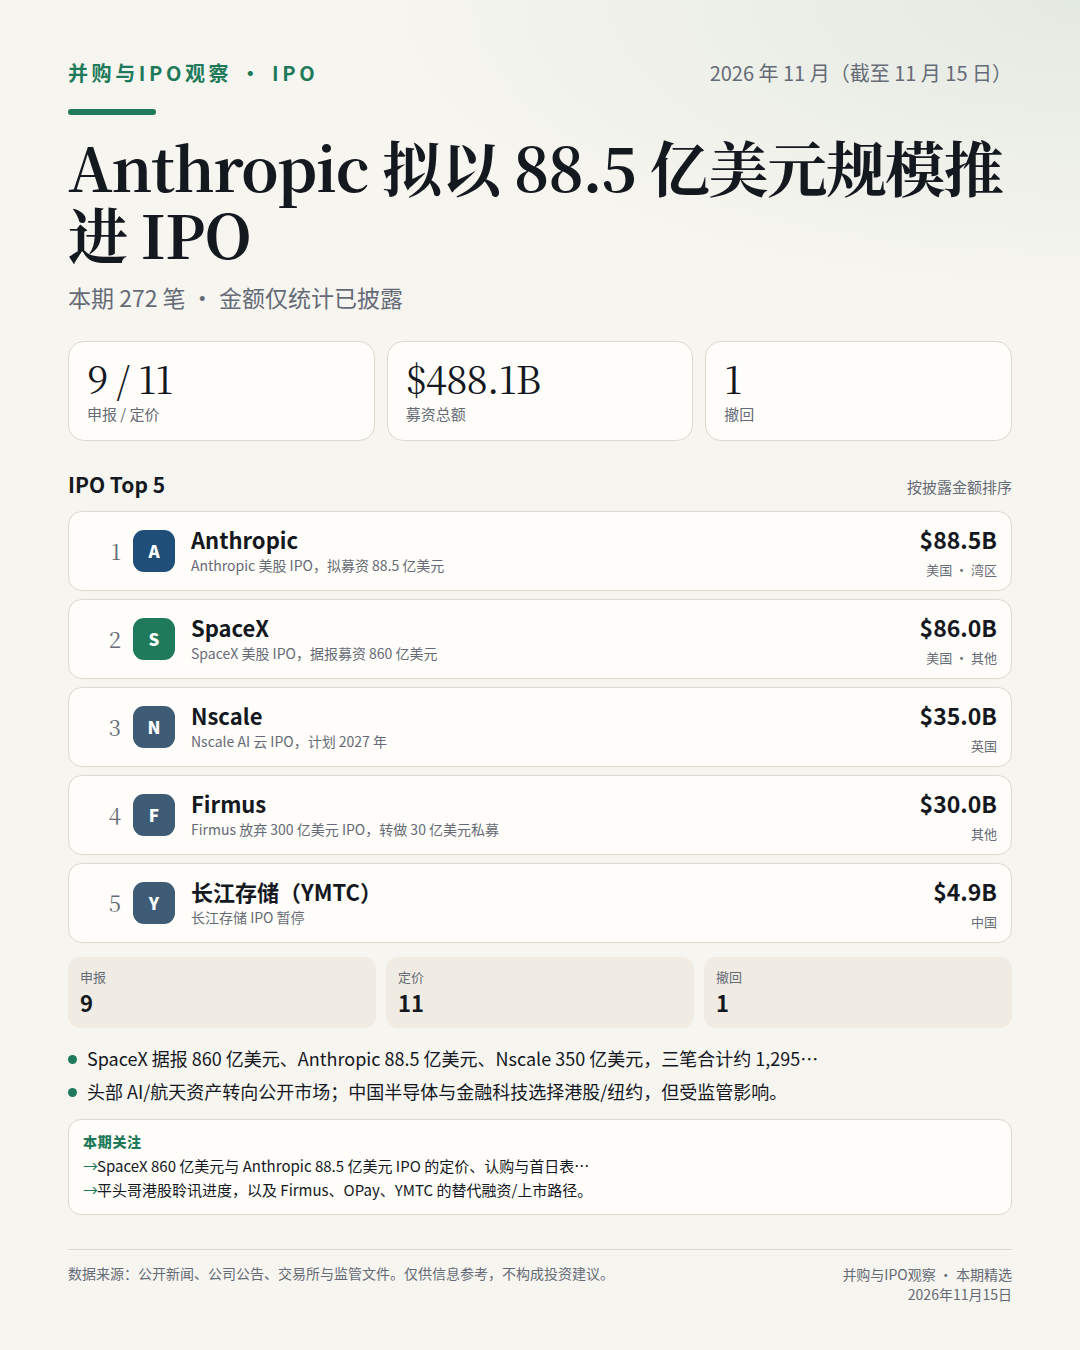 并购与IPO观察 · IPO
2026 年 11 月（截至 11 月 15 日）
Anthropic 拟以 88.5 亿美元规模推
进 IPO
本期 272 笔 · 金额仅统计已披露
9 / 11
申报 / 定价
$488.1B
募资总额
1
撤回
IPO Top 5
按披露金额排序
1
A
Anthropic
Anthropic 美股 IPO，拟募资 88.5 亿美元
$88.5B
美国 · 湾区
2
S
SpaceX
SpaceX 美股 IPO，据报募资 860 亿美元
$86.0B
美国 · 其他
3
N
Nscale
Nscale AI 云 IPO，计划 2027 年
$35.0B
英国
4
F
Firmus
Firmus 放弃 300 亿美元 IPO，转做 30 亿美元私募
$30.0B
其他
5
Y
长江存储（YMTC）
长江存储 IPO 暂停
$4.9B
中国
申报
9
定价
11
撤回
1
SpaceX 据报 860 亿美元、Anthropic 88.5 亿美元、Nscale 350 亿美元，三笔合计约 1,295…
头部 AI/航天资产转向公开市场；中国半导体与金融科技选择港股/纽约，但受监管影响。
本期关注
→SpaceX 860 亿美元与 Anthropic 88.5 亿美元 IPO 的定价、认购与首日表…
→平头哥港股聆讯进度，以及 Firmus、OPay、YMTC 的替代融资/上市路径。
数据来源：公开新闻、公司公告、交易所与监管文件。仅供信息参考，不构成投资建议。
并购与IPO观察 · 本期精选
2026年11月15日